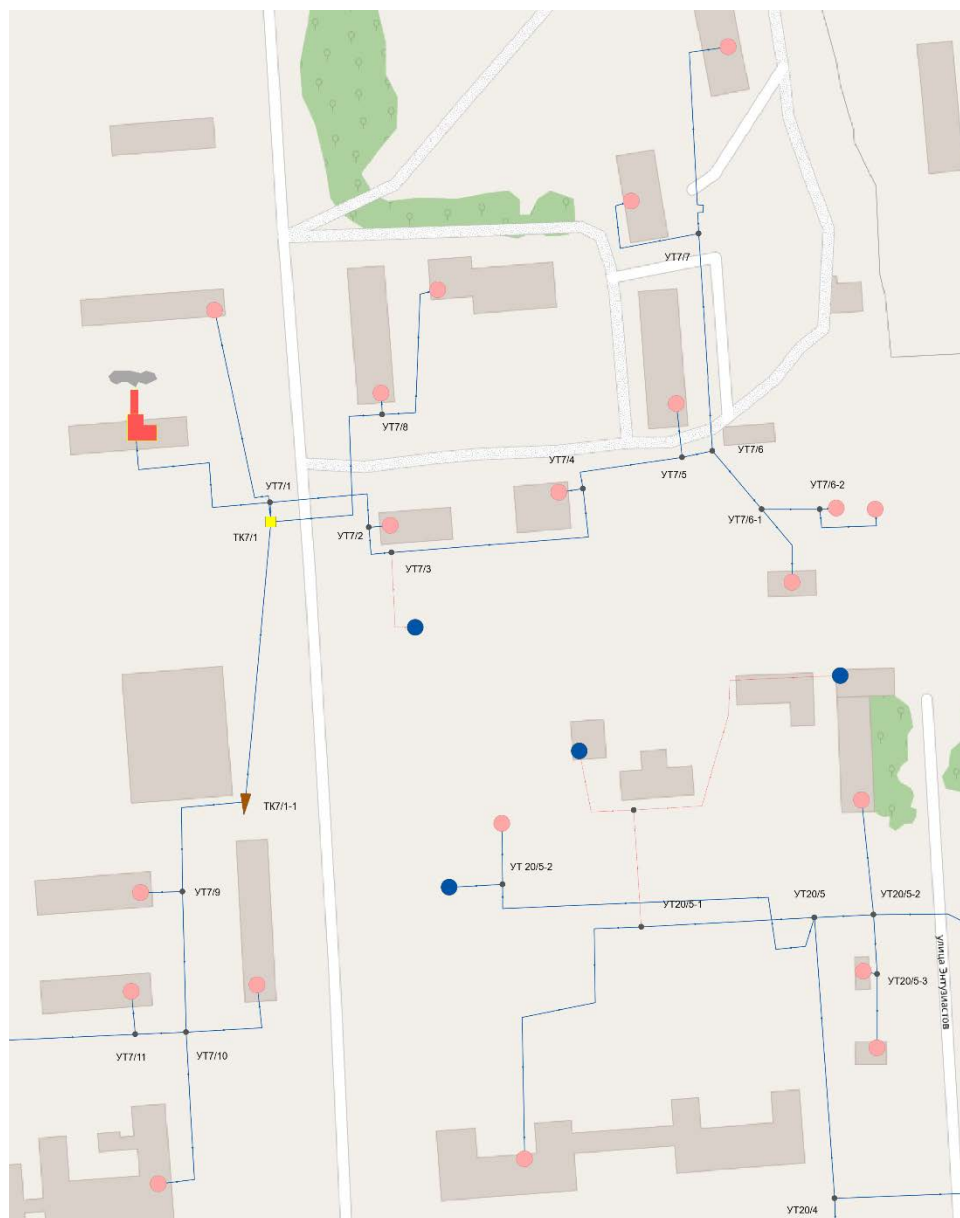 УТ7/7
УТ7/8
УТ7/6
УТ7/4
УТ7/5
УТ7/1
УТ7/6-2
ТК7/1
УТ7/2
УТ7/6-1
УТ7/3
ТК7/1-1
УТ 20/5-2
УТ7/9
УТ20/5-1
УТ20/5
УТ20/5-2
улица Энтузиастов
УТ20/5-3
УТ7/11
УТ7/10
УТ20/4